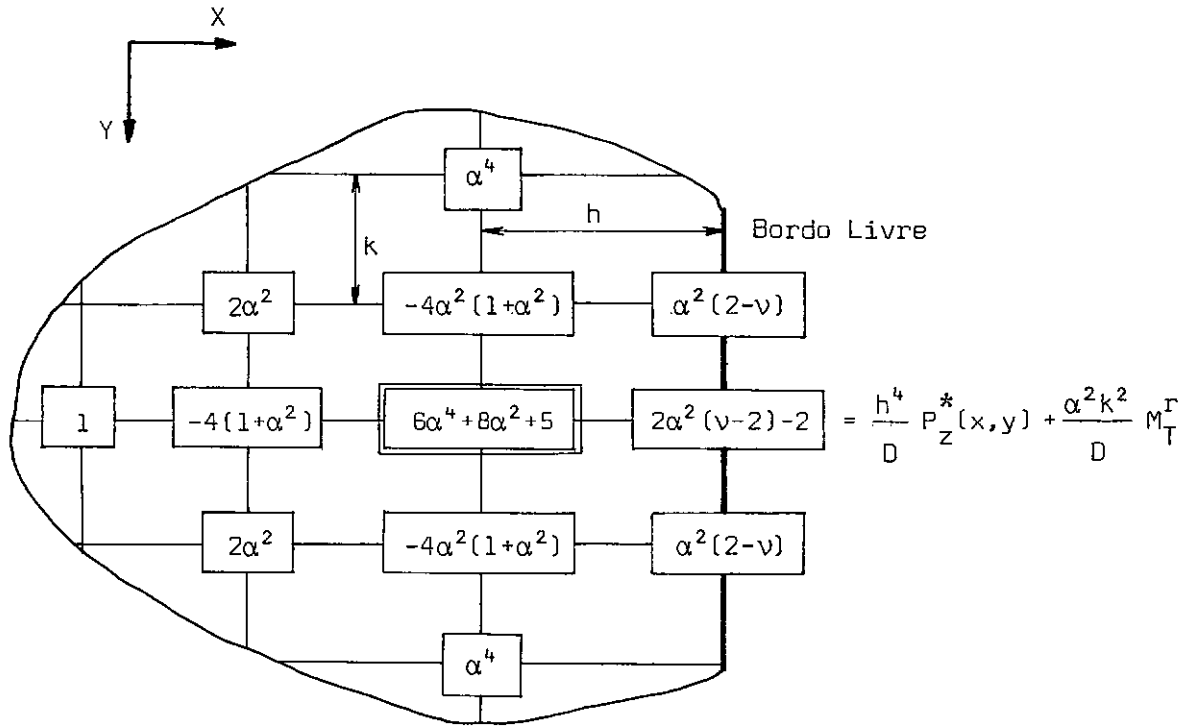 X
Y
α⁴
h
k
Bordo Livre
2α² -4α²(1+α²) α²(2-ν)
1 -4(1+α²) 6α⁴+8α²+5 2α²(ν-2)-2 = h⁴/D P*z(x,y) + α²k²/D MᵣT
2α² -4α²(1+α²) α²(2-ν)
α⁴